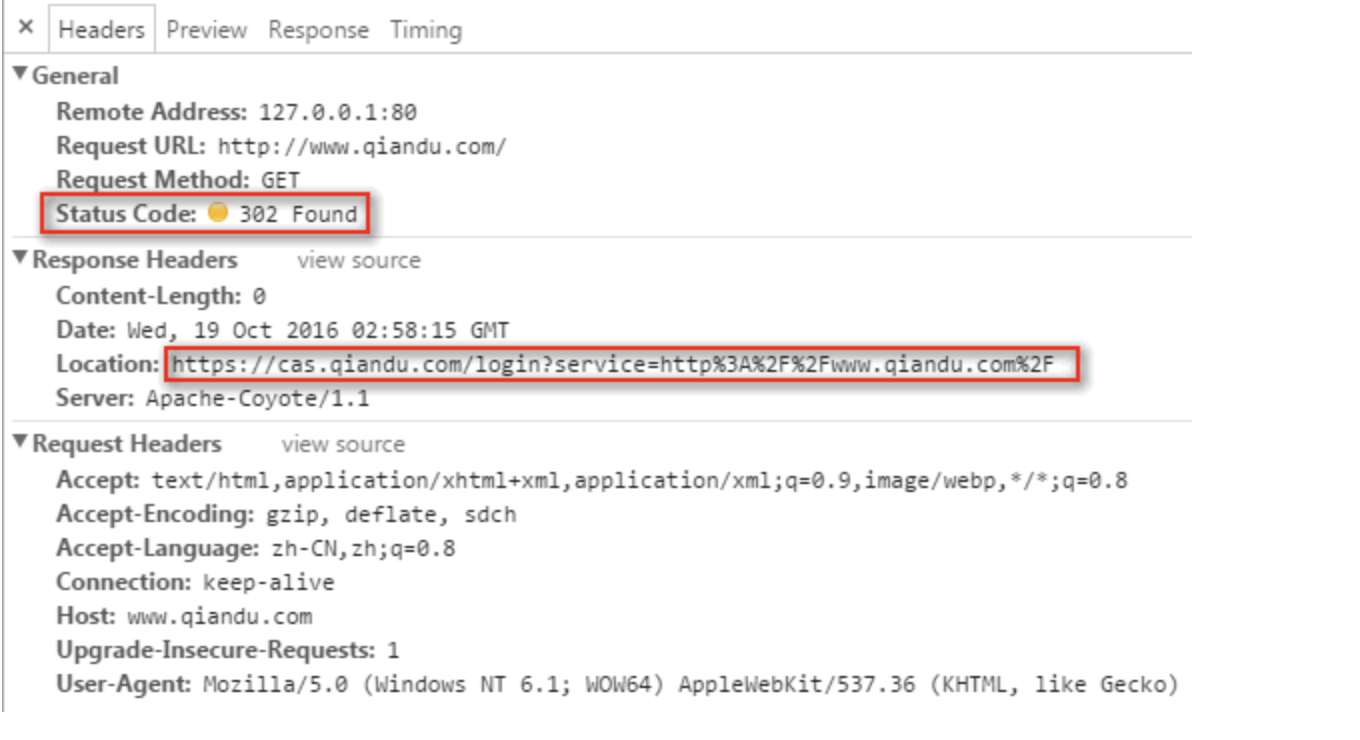 × Headers Preview Response Timing
▼ General
Remote Address: 127.0.0.1:80
Request URL: http://www.qiandu.com/
Request Method: GET
Status Code: 302 Found
▼ Response Headers view source
Content-Length: 0
Date: Wed, 19 Oct 2016 02:58:15 GMT
Location: https://cas.qiandu.com/login?service=http%3A%2F%2Fwww.qiandu.com%2F
Server: Apache-Coyote/1.1
▼ Request Headers view source
Accept: text/html,application/xhtml+xml,application/xml;q=0.9,image/webp,*/*;q=0.8
Accept-Encoding: gzip, deflate, sdch
Accept-Language: zh-CN,zh;q=0.8
Connection: keep-alive
Host: www.qiandu.com
Upgrade-Insecure-Requests: 1
User-Agent: Mozilla/5.0 (Windows NT 6.1; WOW64) AppleWebKit/537.36 (KHTML, like Gecko)